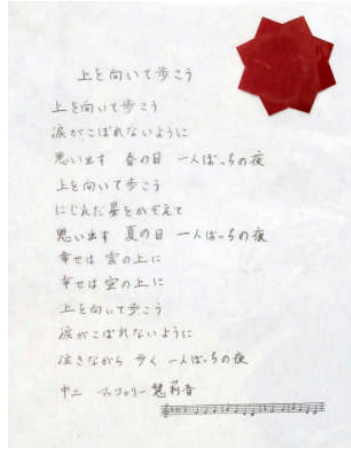 上を向いて歩こう
上を向いて歩こう
涙がこぼれないように
思い出す 春の日 一人ぼっちの夜
上を向いて歩こう
にじんだ星をかぞえて
思い出す 夏の日 一人ぼっちの夜
幸せは 雲の上に
幸せは 空の上に
上を向いて歩こう
涙がこぼれないように
泣きながら 歩く 一人ぼっちの夜
中二